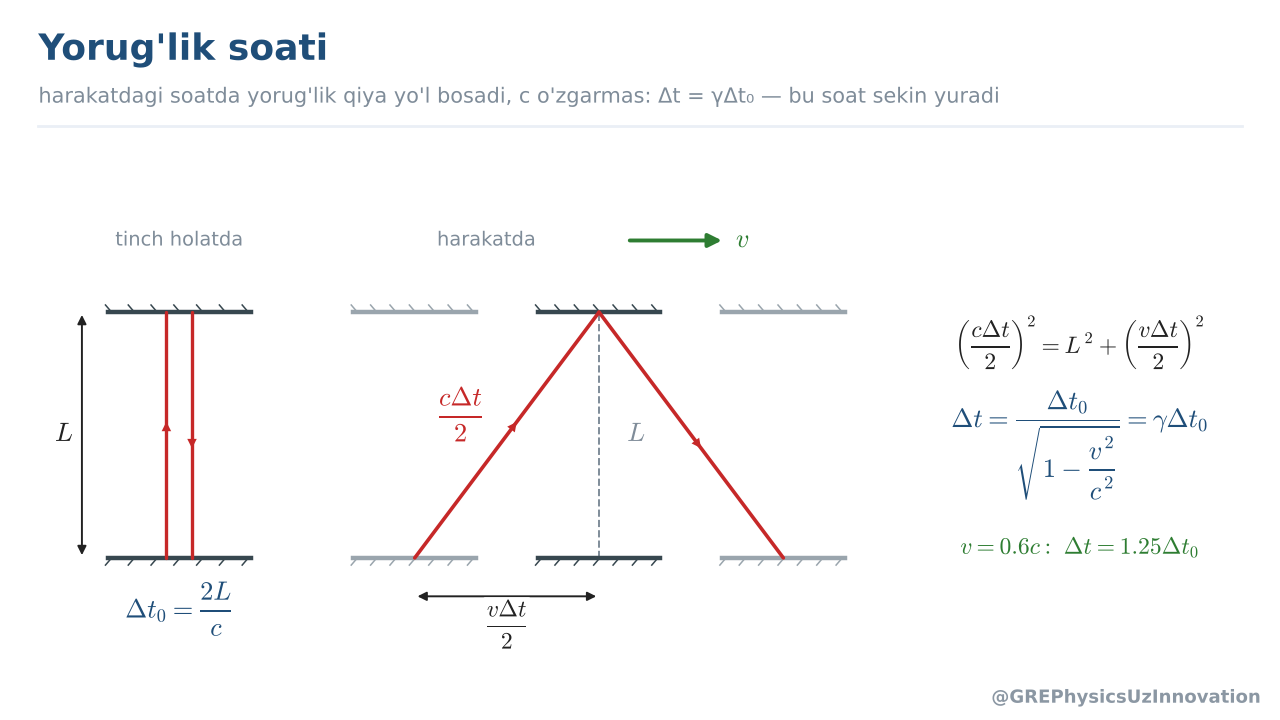 Yorug'lik soati
harakatdagi soatda yorug'lik qiya yo'l bosadi, c o'zgarmas: Δt = γΔt₀ — bu soat sekin yuradi
tinch holatda
harakatda
v
L
cΔt/2
L
(cΔt/2)² = L² + (vΔt/2)²
Δt = Δt₀/√(1 − v²/c²) = γΔt₀
v = 0.6c : Δt = 1.25Δt₀
Δt₀ = 2L/c
vΔt/2
@GREPhysicsUzInnovation